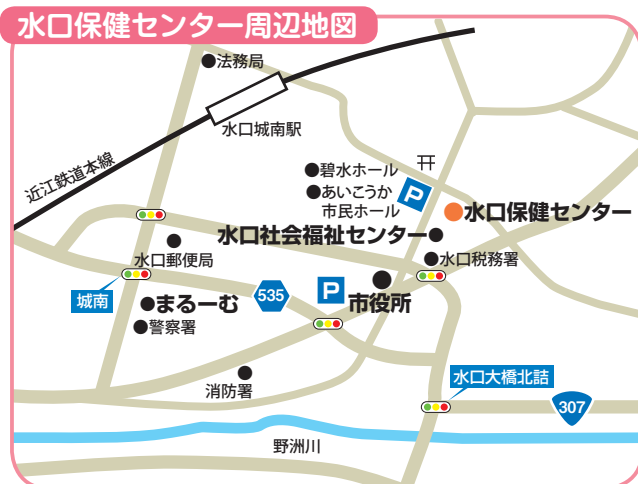 水口保健センター周辺地図
法務局
水口城南駅
近江鉄道本線
碧水ホール
あいこうか
市民ホール
P
水口保健センター
水口社会福祉センター
水口郵便局
水口税務署
城南
535
P
市役所
まるーむ
警察署
消防署
水口大橋北詰
307
野洲川